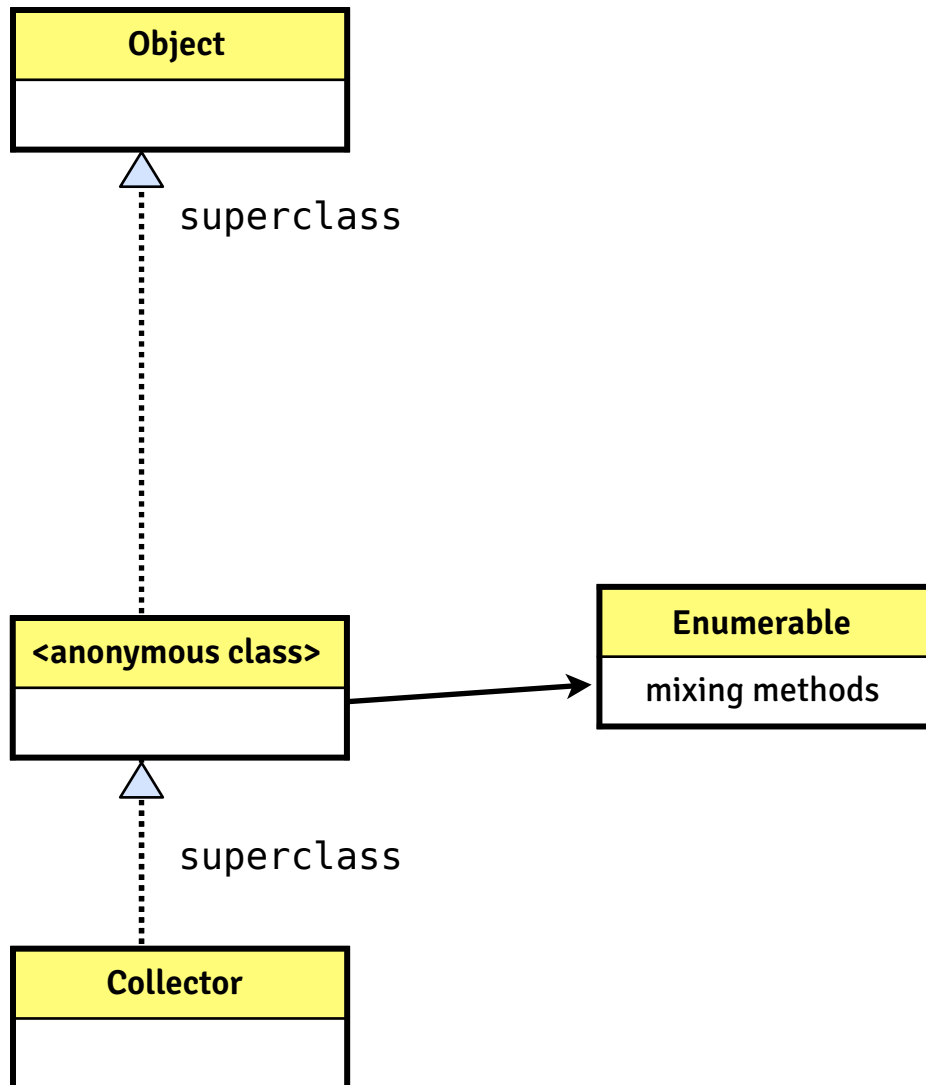 Object
superclass
<anonymous class>
Enumerable
mixing methods
superclass
Collector